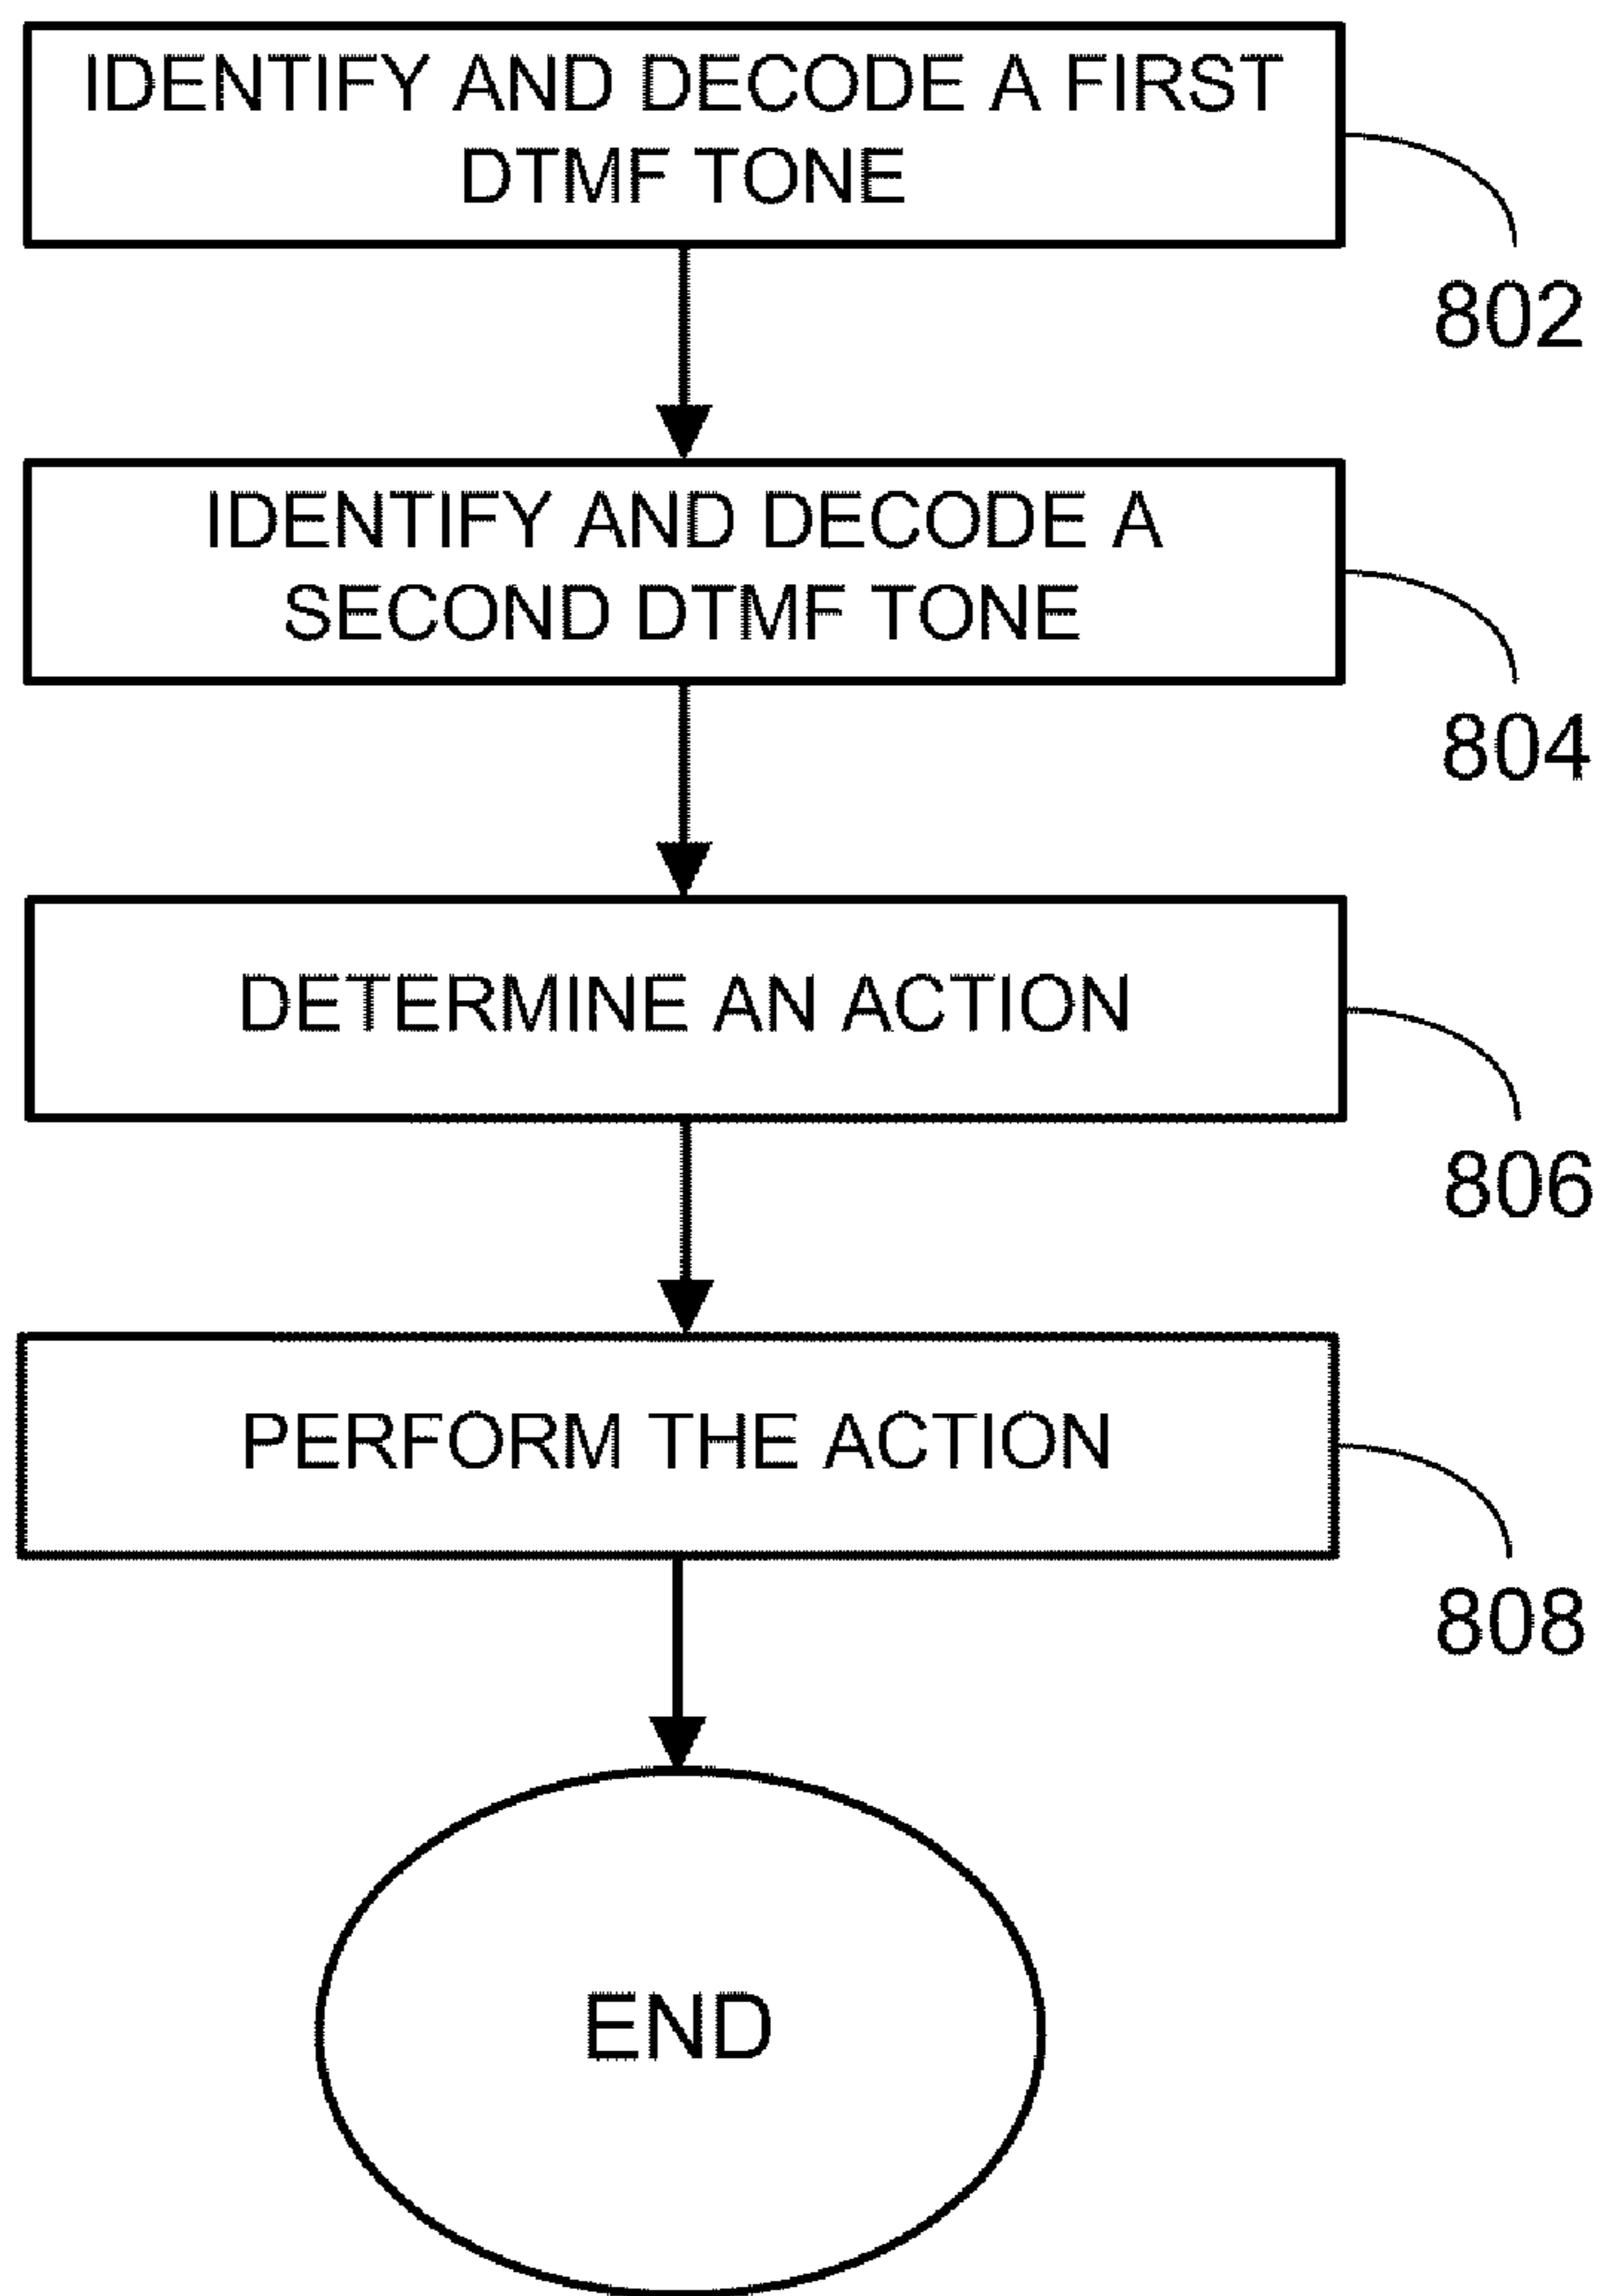 IDENTIFY AND DECODE A FIRST
DTMF TONE
802
IDENTIFY AND DECODE A
SECOND DTMF TONE
804
DETERMINE AN ACTION
806
PERFORM THE ACTION
808
END